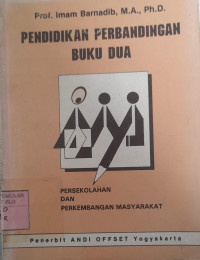 Prof. Imam Barnadib, M.A., Ph.D.
PENDIDIKAN PERBANDINGAN
BUKU DUA
PERSEKOLAHAN
DAN
PERKEMBANGAN MASYARAKAT
Penerbit ANDI OFFSET Yogyakarta